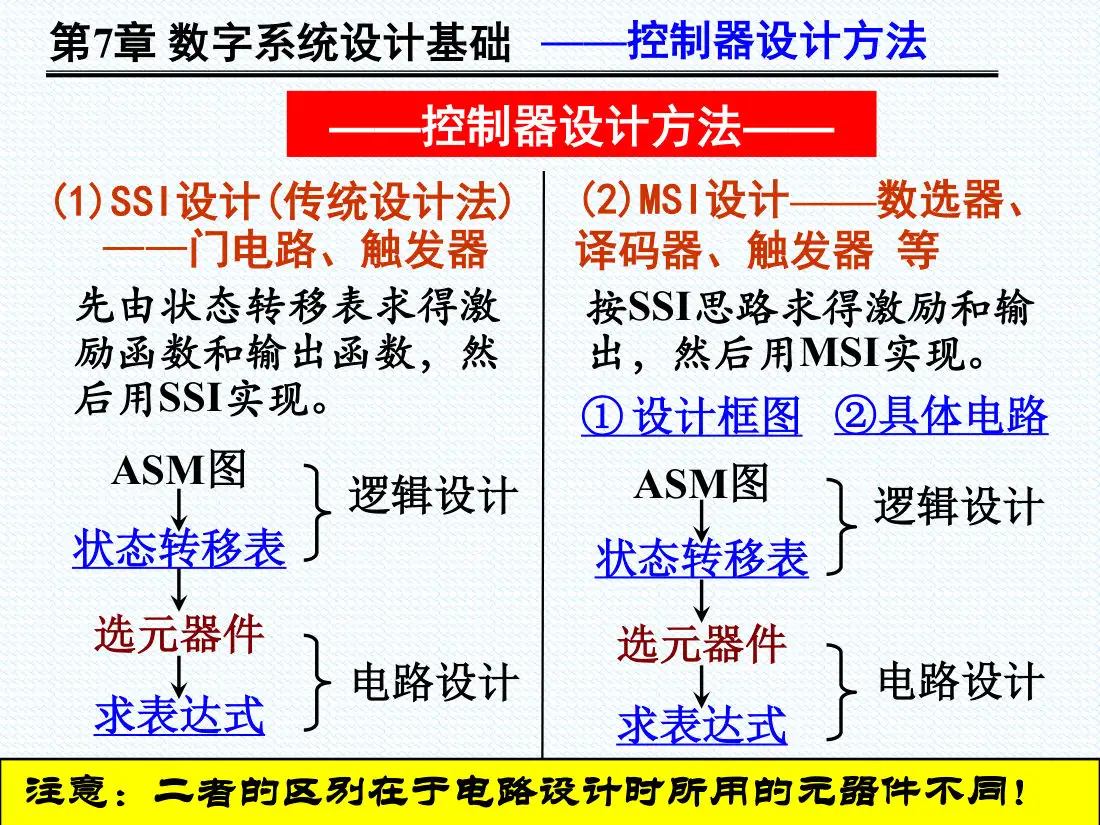 第7章 数字系统设计基础 ——控制器设计方法
——控制器设计方法——
(1)SSI设计(传统设计法)
——门电路、触发器
先由状态转移表求得激
励函数和输出函数，然
后用SSI实现。
ASM图
逻辑设计
状态转移表
选元器件
电路设计
求表达式
(2)MSI设计——数选器、
译码器、触发器 等
按SSI思路求得激励和输
出，然后用MSI实现。
①设计框图 ②具体电路
ASM图
逻辑设计
状态转移表
选元器件
电路设计
求表达式
注意：二者的区别在于电路设计时所用的元器件不同！